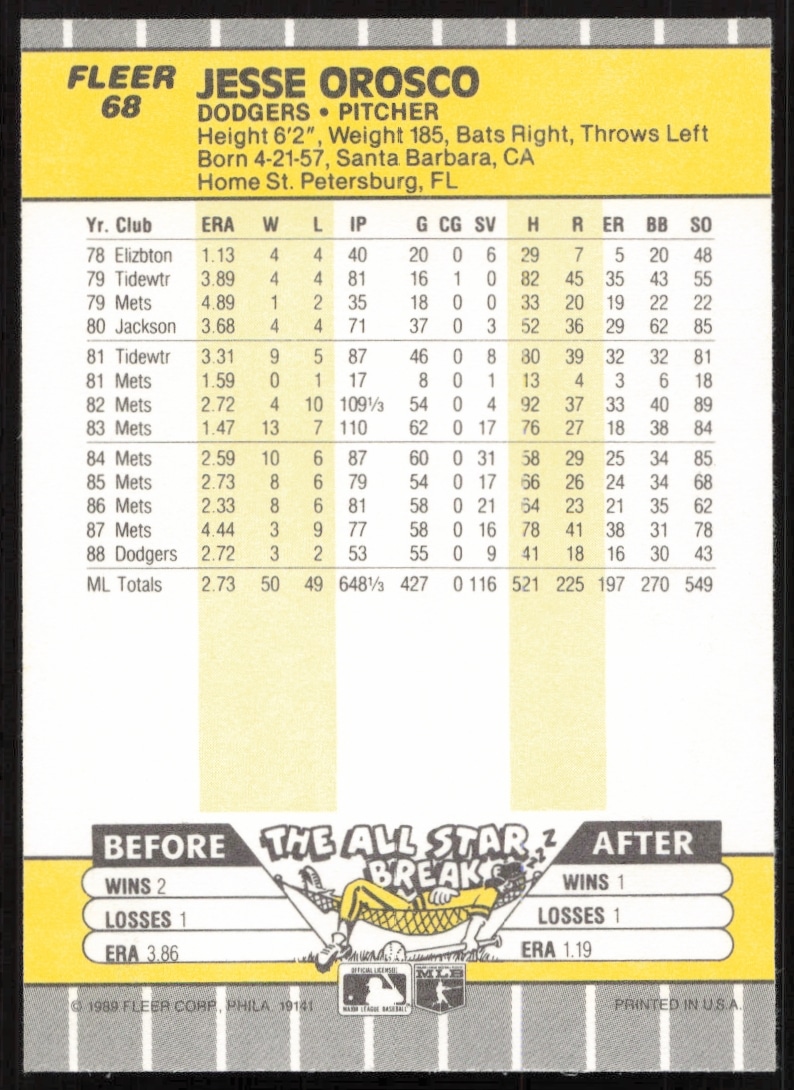 FLEER
68
JESSE OROSCO
DODGERS • PITCHER
Height 6'2", Weight 185, Bats Right, Throws Left
Born 4-21-57, Santa Barbara, CA
Home St. Petersburg, FL
Yr. Club ERA W L IP G CG SV H R ER BB SO
78 Elizbton 1.13 4 4 40 20 0 6 29 7 5 20 48
79 Tidewtr 3.89 4 4 81 16 1 0 82 45 35 43 55
79 Mets 4.89 1 2 35 18 0 0 33 20 19 22 22
80 Jackson 3.68 4 4 71 37 0 3 52 36 29 62 85
81 Tidewtr 3.31 9 5 87 46 0 8 80 39 32 32 81
81 Mets 1.59 0 1 17 8 0 1 13 4 3 6 18
82 Mets 2.72 4 10 109⅓ 54 0 4 92 37 33 40 89
83 Mets 1.47 13 7 110 62 0 17 76 27 18 38 84
84 Mets 2.59 10 6 87 60 0 31 58 29 25 34 85
85 Mets 2.73 8 6 79 54 0 17 66 26 24 34 68
86 Mets 2.33 8 6 81 58 0 21 64 23 21 35 62
87 Mets 4.44 3 9 77 58 0 16 78 41 38 31 78
88 Dodgers 2.72 3 2 53 55 0 9 41 18 16 30 43
ML Totals 2.73 50 49 648⅓ 427 0 116 521 225 197 270 549
THE ALL STAR BREAK
ZZZ
BEFORE
WINS 2
LOSSES 1
ERA 3.86
AFTER
WINS 1
LOSSES 1
ERA 1.19
OFFICIAL LICENSEE
MAJOR LEAGUE BASEBALL
MLB
© 1989 FLEER CORP., PHILA. 19141
PRINTED IN U.S.A.